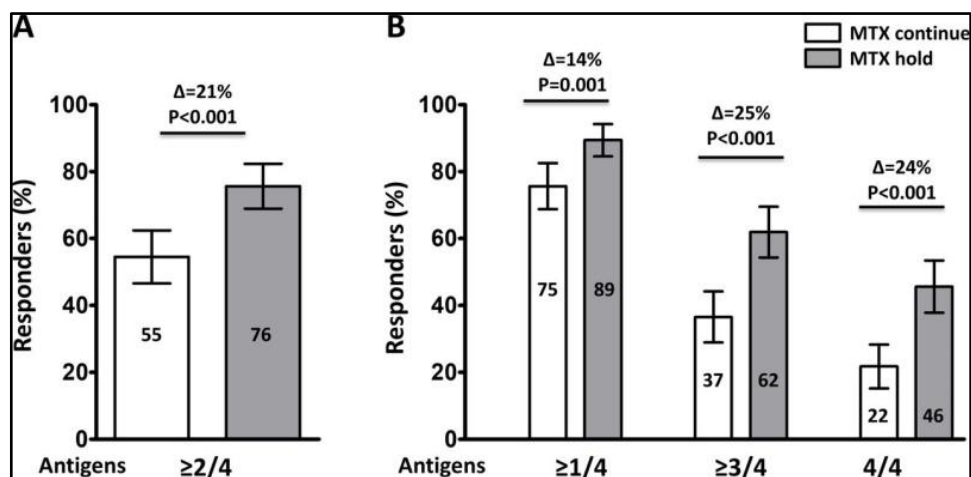 A
Δ=21%
P<0.001
Responders (%)
100
80
60
40
20
0
55
76
Antigens
≥2/4
B
MTX continue
MTX hold
Δ=14%
P=0.001
Δ=25%
P<0.001
Δ=24%
P<0.001
Responders (%)
100
80
60
40
20
0
75
89
37
62
22
46
Antigens
≥1/4
≥3/4
4/4